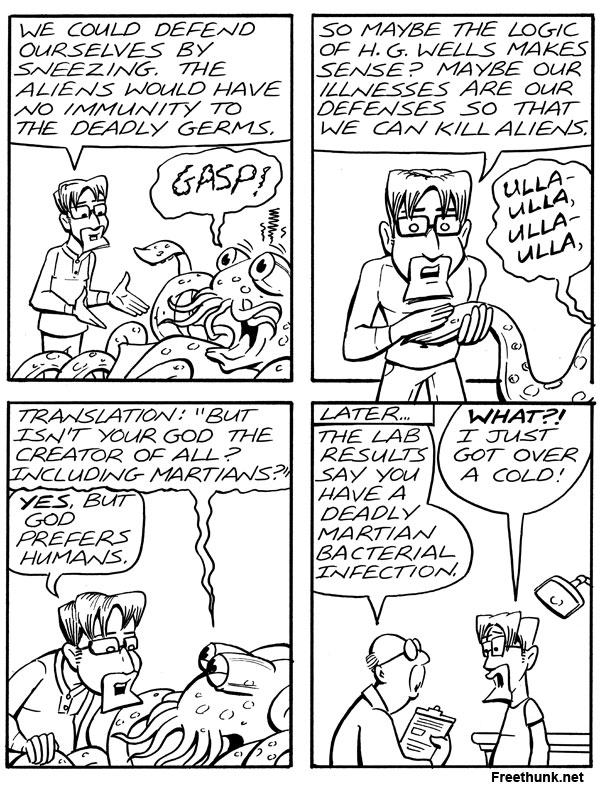 WE COULD DEFEND
OURSELVES BY
SNEEZING. THE
ALIENS WOULD HAVE
NO IMMUNITY TO
THE DEADLY GERMS.
GASP!
SO MAYBE THE LOGIC
OF H. G. WELLS MAKES
SENSE? MAYBE OUR
ILLNESSES ARE OUR
DEFENSES SO THAT
WE CAN KILL ALIENS.
ULLA-
ULLA,
ULLA-
ULLA,
TRANSLATION: "BUT
ISN'T YOUR GOD THE
CREATOR OF ALL?
INCLUDING MARTIANS?"
YES, BUT
GOD
PREFERS
HUMANS.
LATER...
THE LAB
RESULTS
SAY YOU
HAVE A
DEADLY
MARTIAN
BACTERIAL
INFECTION.
WHAT?!
I JUST
GOT OVER
A COLD!
Freethunk.net